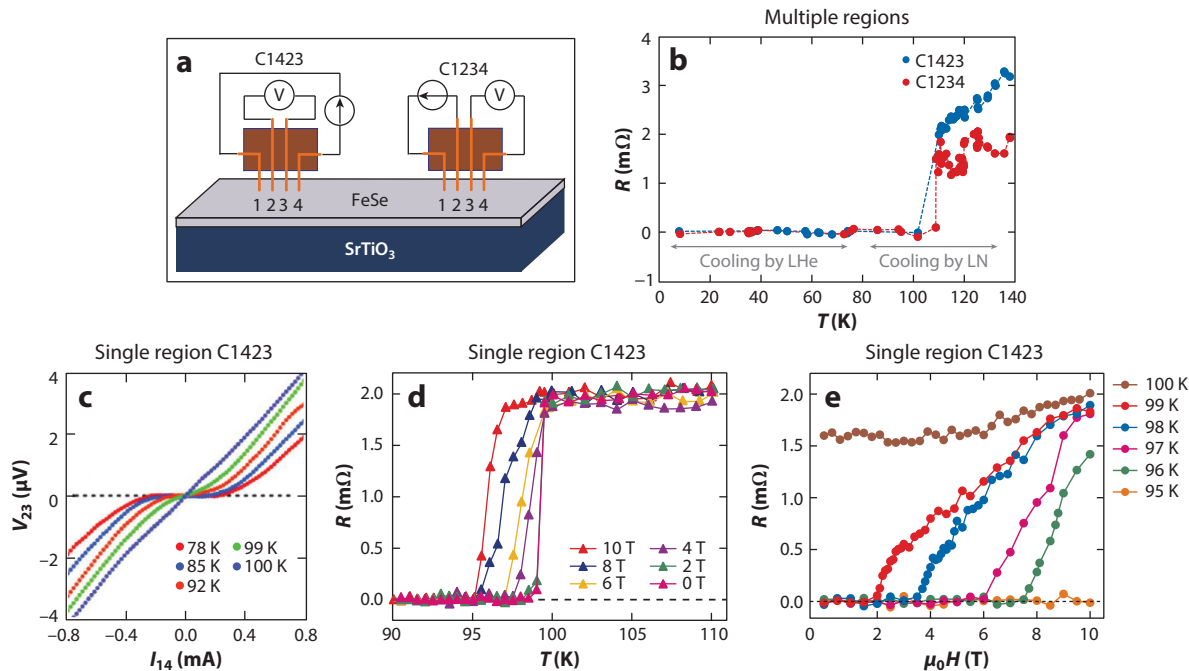 a
C1423
V
C1234
V
1 2 3 4
FeSe
1 2 3 4
SrTiO3
Multiple regions
b
C1423
C1234
R (mΩ)
4
3
2
1
0
−1
Cooling by LHe
Cooling by LN
0 20 40 60 80 100 120 140
T (K)
Single region C1423
c
V23 (μV)
4
2
0
−2
−4
78 K
85 K
92 K
99 K
100 K
−0.8 −0.4 0.0 0.4 0.8
I14 (mA)
Single region C1423
d
R (mΩ)
2.0
1.5
1.0
0.5
0.0
10 T
8 T
6 T
4 T
2 T
0 T
90 95 100 105 110
T (K)
Single region C1423
e
R (mΩ)
2.0
1.5
1.0
0.5
0.0
0 2 4 6 8 10
μ0H (T)
100 K
99 K
98 K
97 K
96 K
95 K